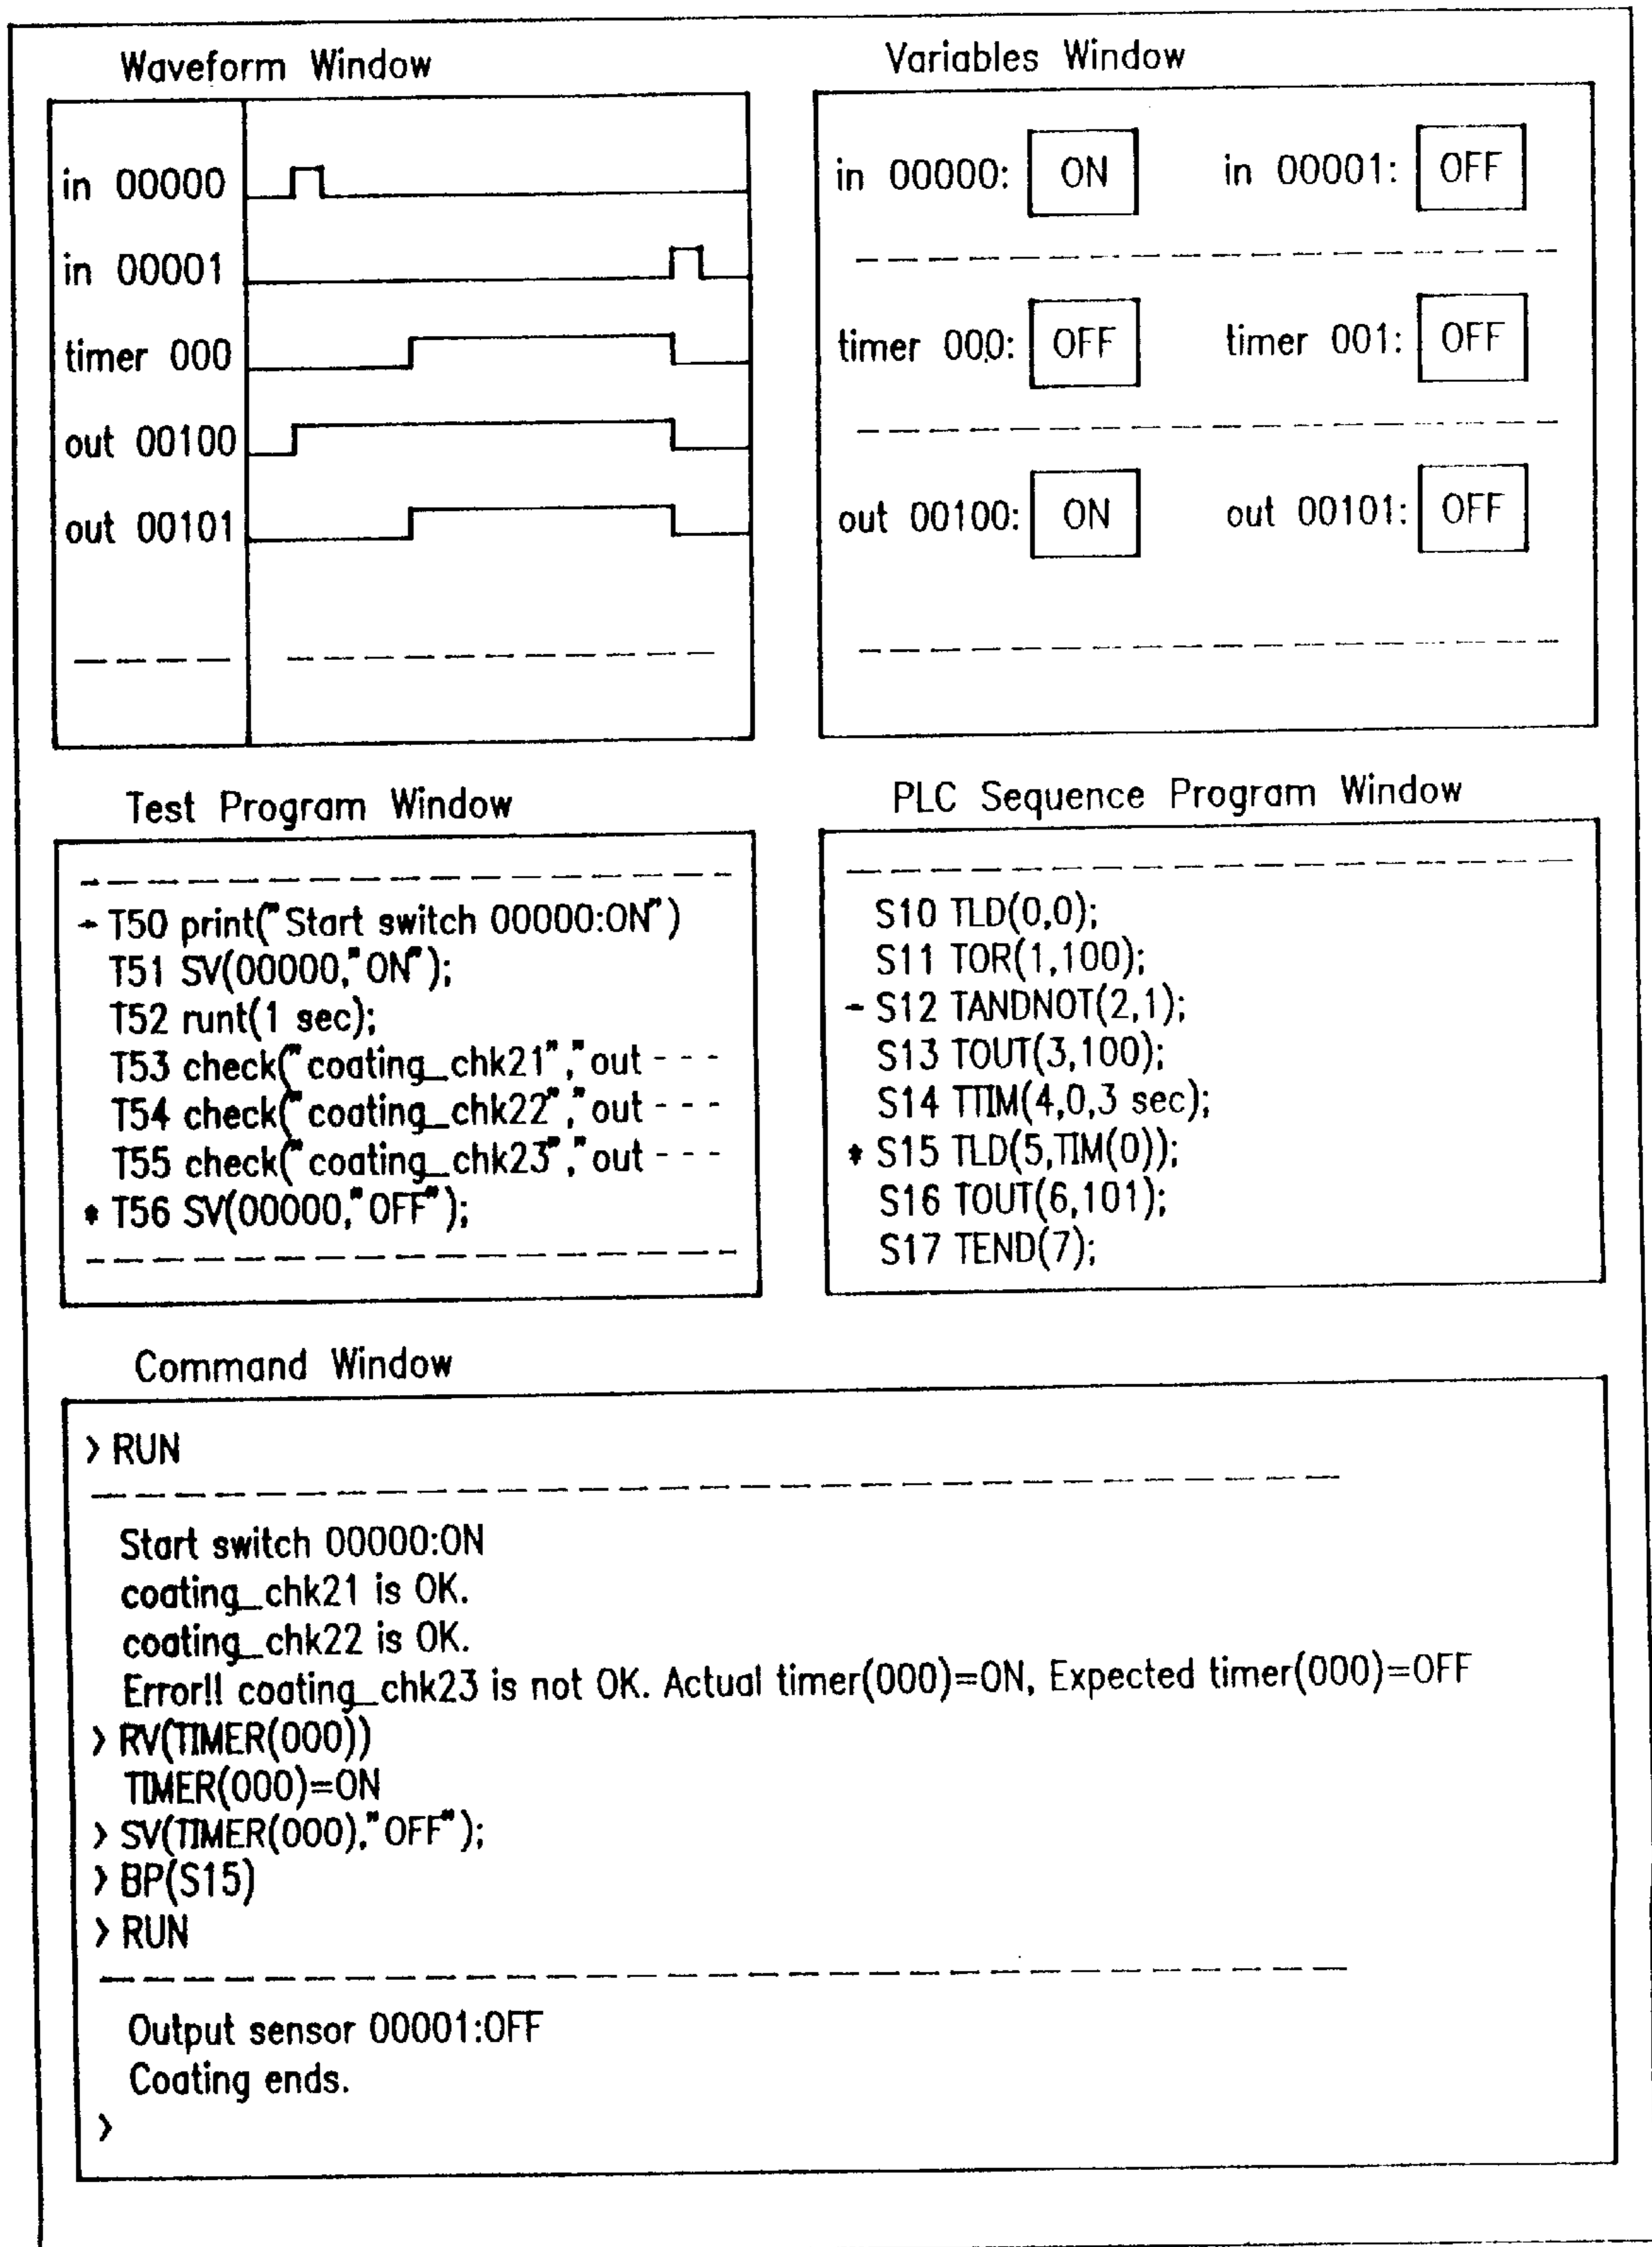 Waveform Window
in 00000
in 00001
timer 000
out 00100
out 00101
Variables Window
in 00000: ON in 00001: OFF
timer 000: OFF timer 001: OFF
out 00100: ON out 00101: OFF
Test Program Window
- T50 print("Start switch 00000:ON")
T51 SV(00000,"ON");
T52 runt(1 sec);
T53 check("coating_chk21","out ---
T54 check("coating_chk22","out ---
T55 check("coating_chk23","out ---
* T56 SV(00000,"OFF");
PLC Sequence Program Window
S10 TLD(0,0);
S11 TOR(1,100);
- S12 TANDNOT(2,1);
S13 TOUT(3,100);
S14 TTIM(4,0,3 sec);
* S15 TLD(5,TIM(0));
S16 TOUT(6,101);
S17 TEND(7);
Command Window
> RUN
Start switch 00000:ON
coating_chk21 is OK.
coating_chk22 is OK.
Error!! coating_chk23 is not OK. Actual timer(000)=ON, Expected timer(000)=OFF
> RV(TIMER(000))
TIMER(000)=ON
> SV(TIMER(000),"OFF");
> BP(S15)
> RUN
Output sensor 00001:OFF
Coating ends.
>